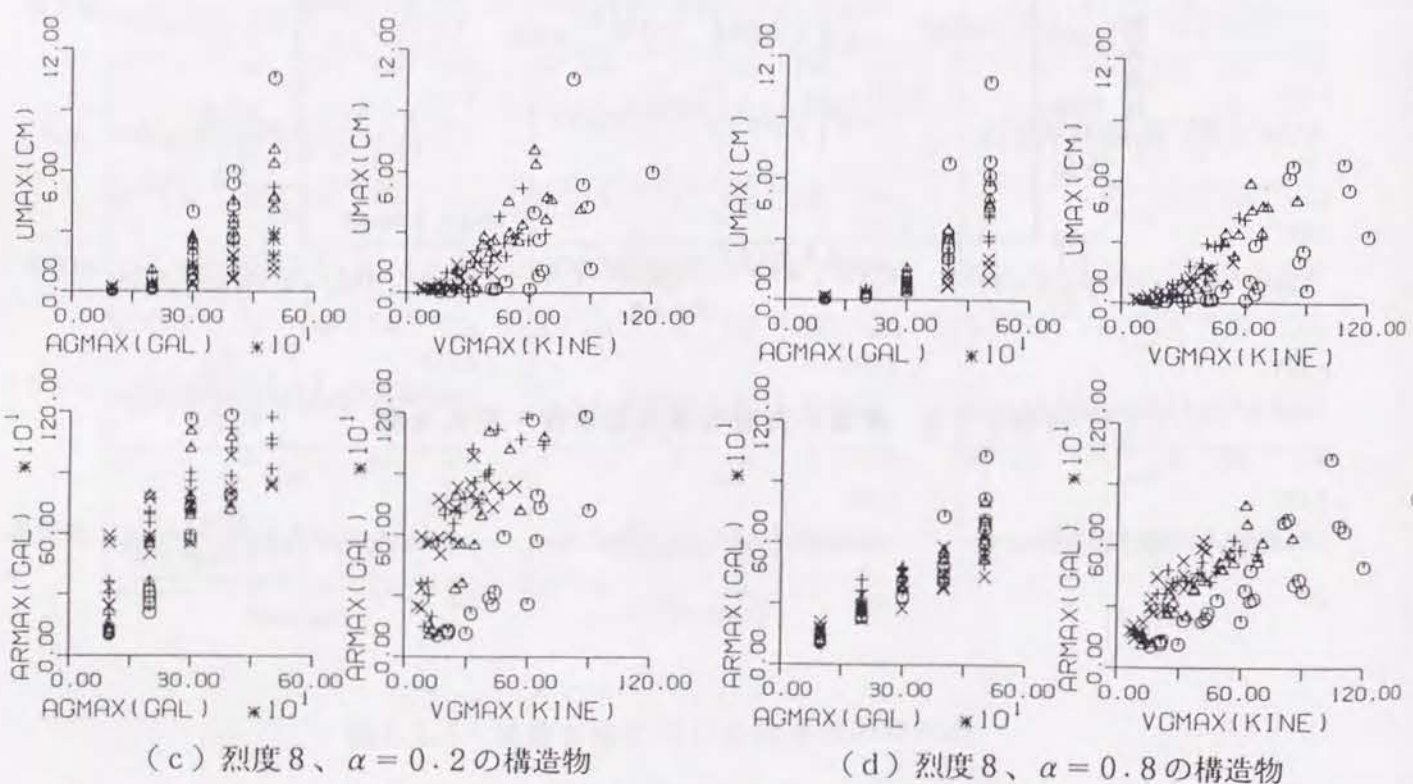 UMAX(CM)
0.00 6.00 12.00
0.00 30.00 60.00
AGMAX(GAL) *10¹
UMAX(CM)
0.00 6.00 12.00
0.00 60.00 120.00
VGMAX(KINE)
UMAX(CM)
0.00 6.00 12.00
0.00 30.00 60.00
AGMAX(GAL) *10¹
UMAX(CM)
0.00 6.00 12.00
0.00 60.00 120.00
VGMAX(KINE)
ARMAX(GAL) *10¹
0.00 60.00 120.00
0.00 30.00 60.00
AGMAX(GAL) *10¹
ARMAX(GAL) *10¹
0.00 60.00 120.00
0.00 60.00 120.00
VGMAX(KINE)
ARMAX(GAL) *10¹
0.00 60.00 120.00
0.00 30.00 60.00
AGMAX(GAL) *10¹
ARMAX(GAL) *10¹
0.00 60.00 120.00
0.00 60.00 120.00
VGMAX(KINE)
(c)烈度8、α=0.2の構造物
(d)烈度8、α=0.8の構造物